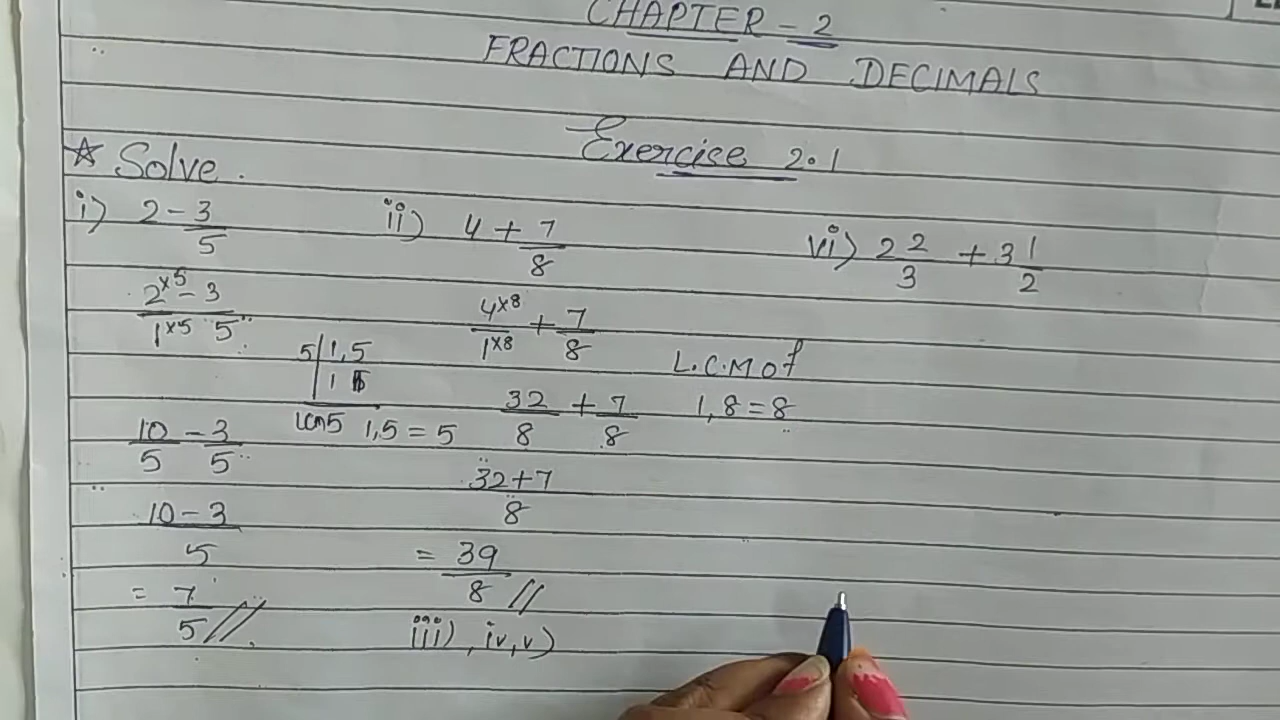 CHAPTER - 2
FRACTIONS AND DECIMALS
Exercise 2.1
☆ Solve.
i) 2 - 3/5
2×5/1×5 - 3/5
5 | 1, 5
1
1,5 = 5
10/5 - 3/5
10 - 3/5
= 7/5 //
ii) 4 + 7/8
4×8/1×8 + 7/8
L.C.M of
1, 8 = 8
32/8 + 7/8
32+7/8
= 39/8 //
iii), iv, v)
vi) 2 2/3 + 3 1/2